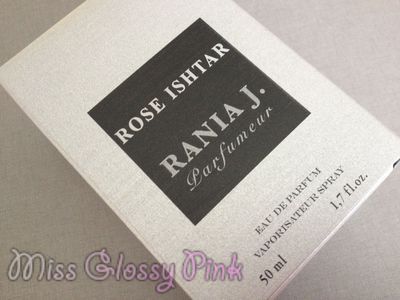 ROSE ISHTAR
RANIA J.
Parfumeur
EAU DE PARFUM
VAPORISATEUR SPRAY
50 ml 1,7 fl.oz.
Miss Glossy Pink